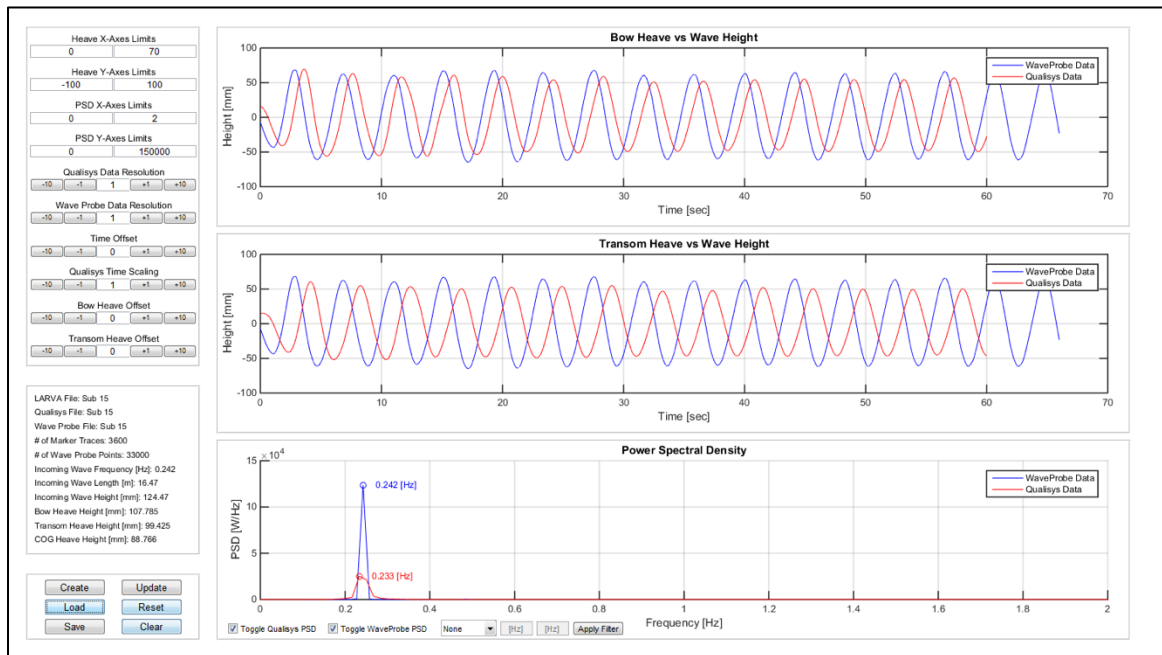 Heave X-Axes Limits
0 70
Heave Y-Axes Limits
-100 100
PSD X-Axes Limits
0 2
PSD Y-Axes Limits
0 150000
Qualisys Data Resolution
-10 -1 1 +1 +10
Wave Probe Data Resolution
-10 -1 1 +1 +10
Time Offset
-10 -1 0 +1 +10
Qualisys Time Scaling
-10 -1 1 +1 +10
Bow Heave Offset
-10 -1 0 +1 +10
Transom Heave Offset
-10 -1 0 +1 +10
LARVA File: Sub 15
Qualisys File: Sub 15
Wave Probe File: Sub 15
# of Marker Traces: 3600
# of Wave Probe Points: 33000
Incoming Wave Frequency [Hz]: 0.242
Incoming Wave Length [m]: 16.47
Incoming Wave Height [mm]: 124.47
Bow Heave Height [mm]: 107.785
Transom Heave Height [mm]: 99.425
COG Heave Height [mm]: 88.766
Create Update
Load Reset
Save Clear
Bow Heave vs Wave Height
WaveProbe Data
Qualisys Data
Height [mm]
100
50
0
-50
-100
0 10 20 30 40 50 60 70
Time [sec]
Transom Heave vs Wave Height
WaveProbe Data
Qualisys Data
Height [mm]
100
50
0
-50
-100
0 10 20 30 40 50 60 70
Time [sec]
Power Spectral Density
×10⁴
WaveProbe Data
Qualisys Data
PSD [W/Hz]
15
10
5
0
0.242 [Hz]
0.233 [Hz]
0 0.2 0.4 0.6 0.8 1 1.2 1.4 1.6 1.8 2
Frequency [Hz]
Toggle Qualisys PSD Toggle WaveProbe PSD None [Hz] [Hz] Apply Filter